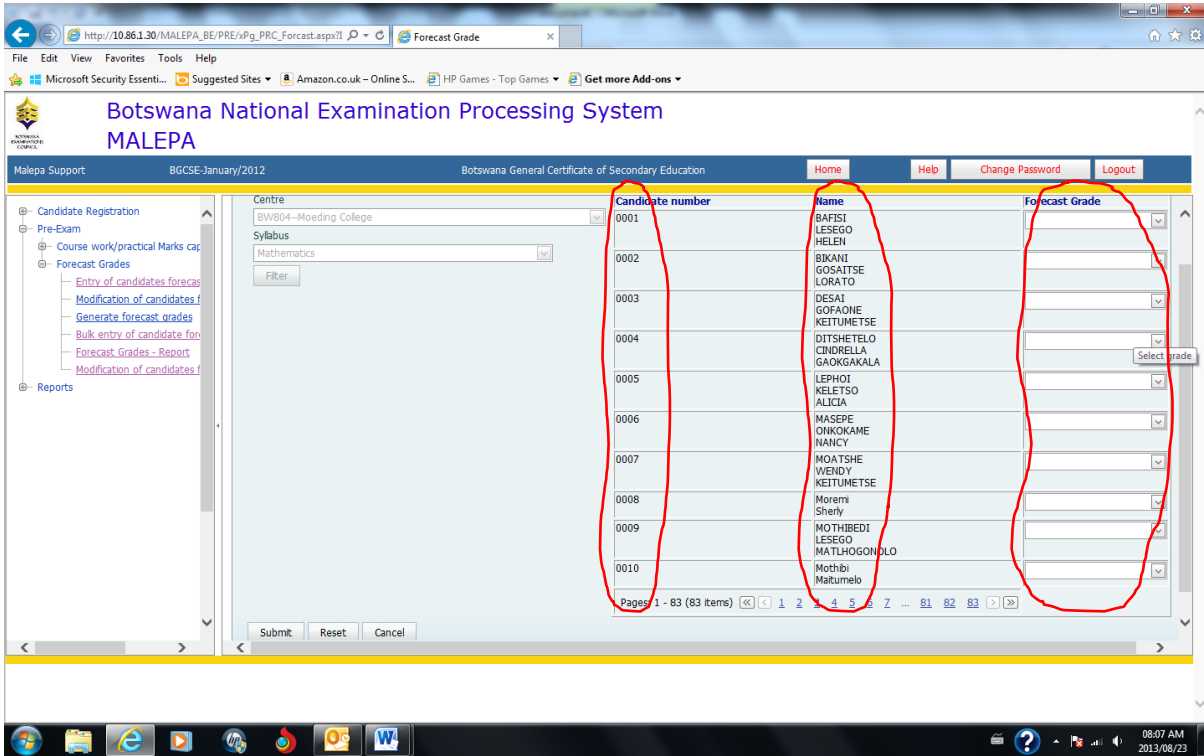 http://10.86.1.30/MALEPA_BE/PRE/xPg_PRC_Forcast.aspx?I
Forecast Grade
File Edit View Favorites Tools Help
Microsoft Security Essenti... Suggested Sites Amazon.co.uk – Online S... HP Games - Top Games Get more Add-ons
BOTSWANA EXAMINATIONS COUNCIL
Botswana National Examination Processing System
MALEPA
Malepa Support BGCSE-January/2012 Botswana General Certificate of Secondary Education Home Help Change Password Logout
Candidate Registration
Pre-Exam
Course work/practical Marks cap
Forecast Grades
Entry of candidates forecas
Modification of candidates f
Generate forecast grades
Bulk entry of candidate for
Forecast Grades - Report
Modification of candidates f
Reports
Centre
BW804--Moeding College
Syllabus
Mathematics
Filter
Candidate number Name Forecast Grade
0001 BAFISI
LESEGO
HELEN
0002 BIKANI
GOSAITSE
LORATO
0003 DESAI
GOFAONE
KEITUMETSE
0004 DITSHETELO
CINDRELLA
GAOKGAKALA
Select grade
0005 LEPHOI
KELETSO
ALICIA
0006 MASEPE
ONKOKAME
NANCY
0007 MOATSHE
WENDY
KEITUMETSE
0008 Moremi
Sherly
0009 MOTHIBEDI
LESEGO
MATLHOGONOLO
0010 Mothibi
Maitumelo
Pages: 1 - 83 (83 items) 1 2 3 4 5 6 7 ... 81 82 83
Submit Reset Cancel
08:07 AM
2013/08/23